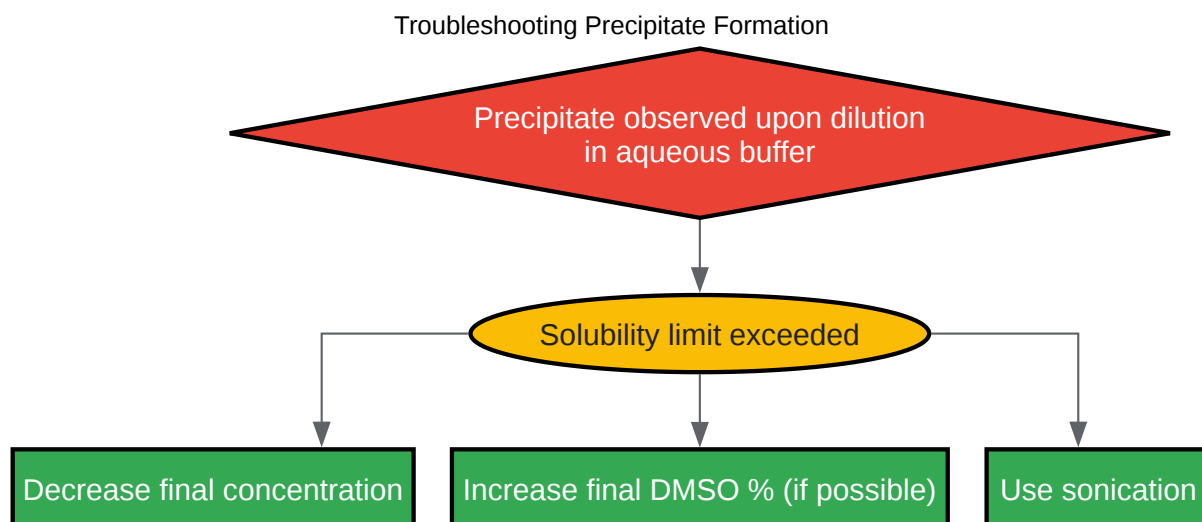 Troubleshooting Precipitate Formation
Precipitate observed upon dilution
in aqueous buffer
Solubility limit exceeded
Decrease final concentration
Increase final DMSO % (if possible)
Use sonication